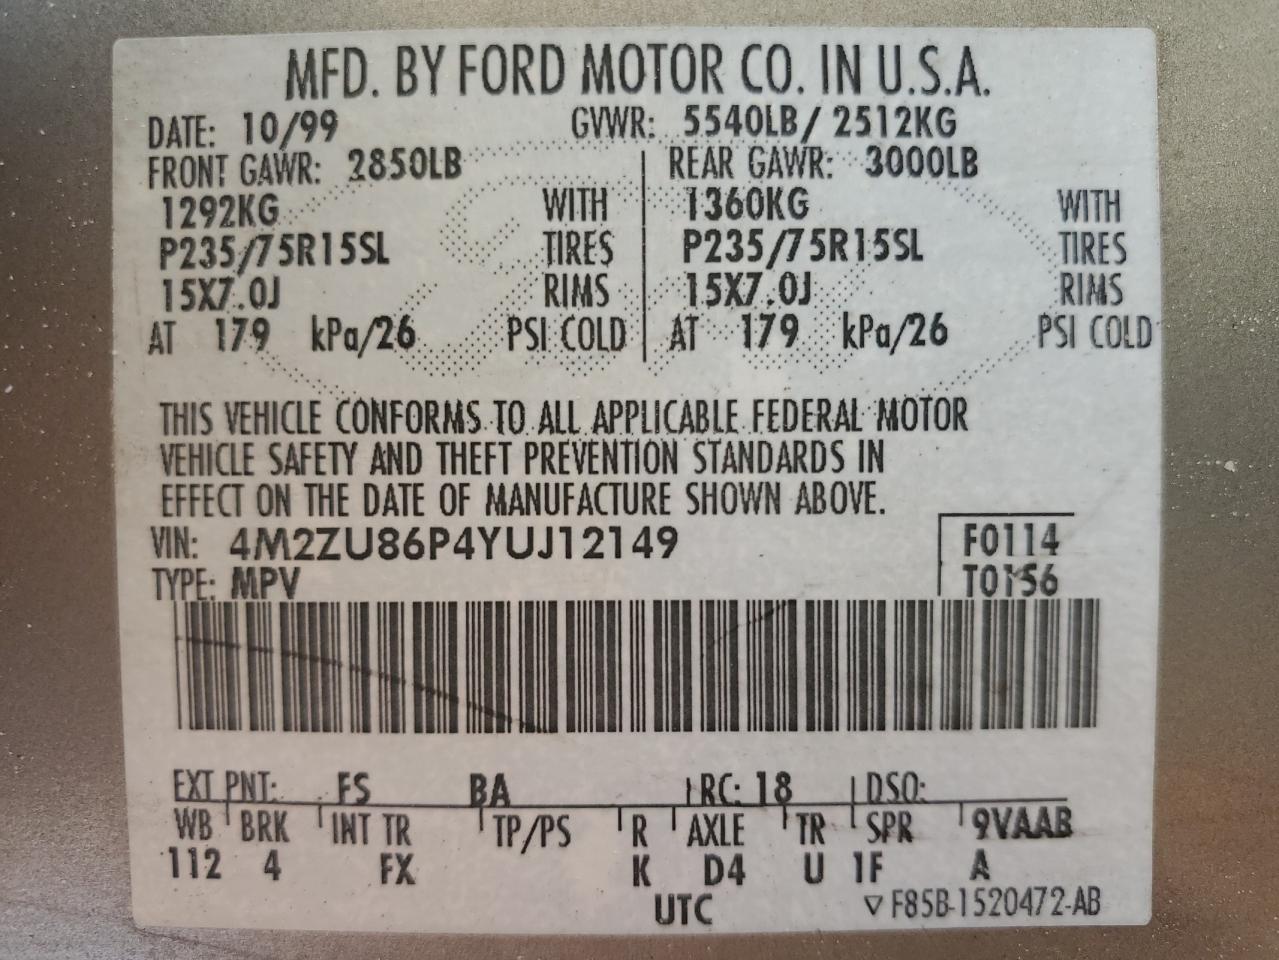 MFD. BY FORD MOTOR CO. IN U.S.A.
DATE: 10/99 GVWR: 5540LB/ 2512KG
FRONT GAWR: 2850LB REAR GAWR: 3000LB
1292KG WITH 1360KG WITH
P235/75R15SL TIRES P235/75R15SL TIRES
15X7.0J RIMS 15X7.0J RIMS
AT 179 kPa/26 PSI COLD AT 179 kPa/26 PSI COLD
THIS VEHICLE CONFORMS TO ALL APPLICABLE FEDERAL MOTOR
VEHICLE SAFETY AND THEFT PREVENTION STANDARDS IN
EFFECT ON THE DATE OF MANUFACTURE SHOWN ABOVE.
VIN: 4M2ZU86P4YUJ12149 F0114
TYPE: MPV T0156
EXT PNT: FS BA RC: 18 DSO:
WB BRK INT TR TP/PS R AXLE TR SPR 9VAAB
112 4 FX K D4 U 1F A
UTC ▽ F85B-1520472-AB